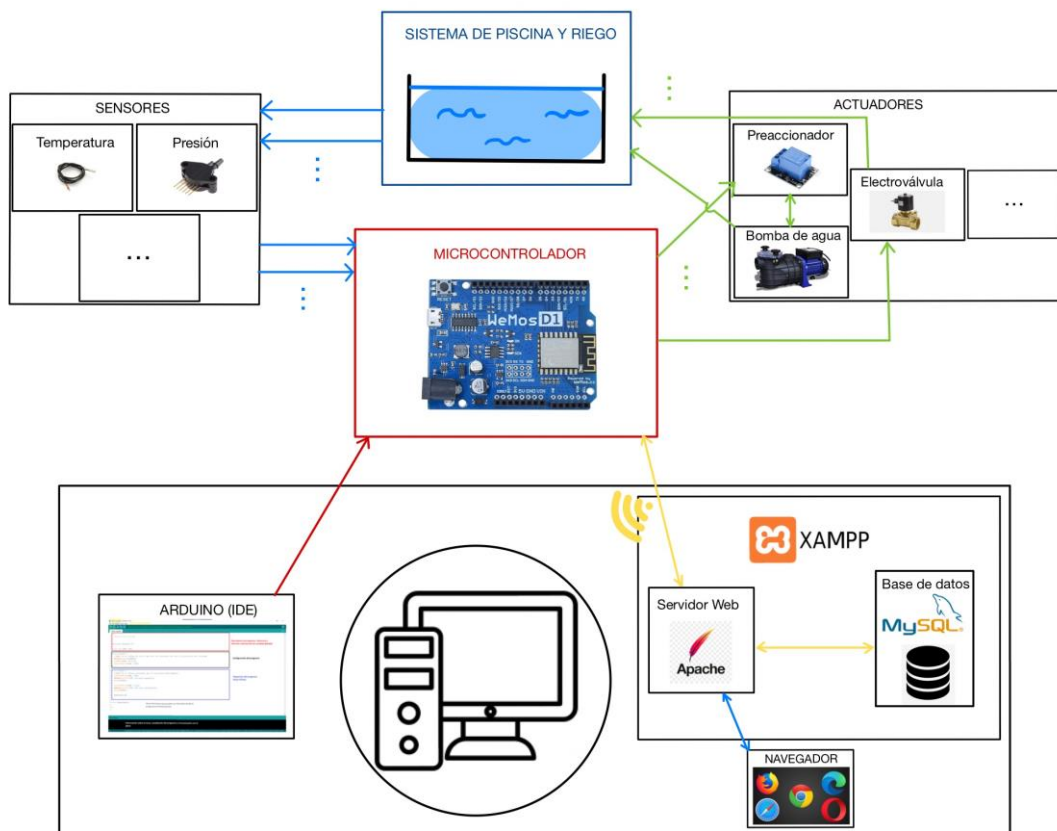 SISTEMA DE PISCINA Y RIEGO
SENSORES
Temperatura
Presión
...
ACTUADORES
Preaccionador
Electroválvula
...
Bomba de agua
MICROCONTROLADOR
RESET
WeMos D1
XAMPP
ARDUINO (IDE)
Servidor Web
Apache
Base de datos
MySQL
NAVEGADOR